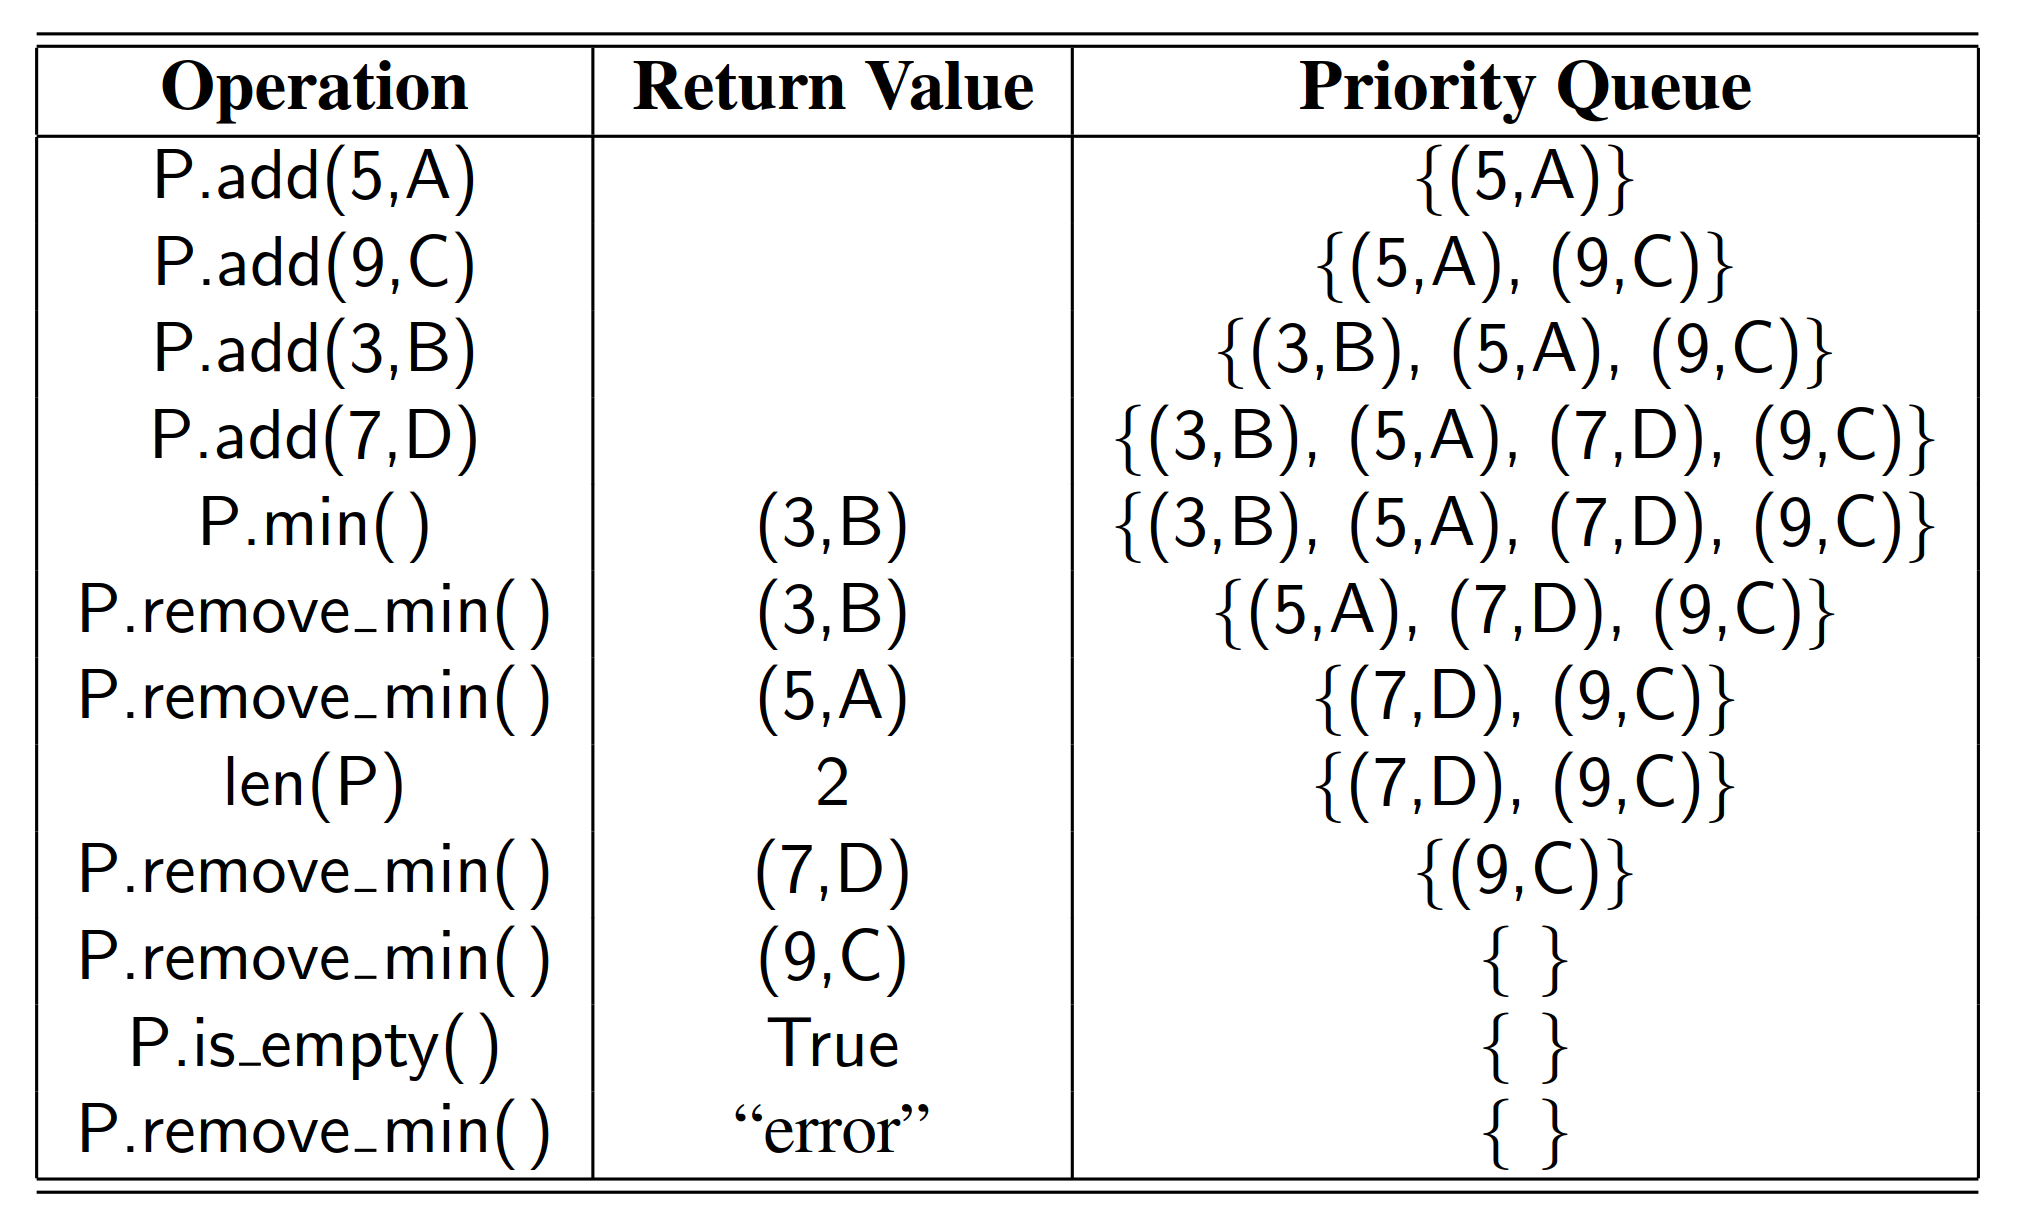 Operation Return Value Priority Queue
P.add(5,A) {(5,A)}
P.add(9,C) {(5,A), (9,C)}
P.add(3,B) {(3,B), (5,A), (9,C)}
P.add(7,D) {(3,B), (5,A), (7,D), (9,C)}
P.min() (3,B) {(3,B), (5,A), (7,D), (9,C)}
P.remove_min() (3,B) {(5,A), (7,D), (9,C)}
P.remove_min() (5,A) {(7,D), (9,C)}
len(P) 2 {(7,D), (9,C)}
P.remove_min() (7,D) {(9,C)}
P.remove_min() (9,C) { }
P.is_empty() True { }
P.remove_min() “error” { }